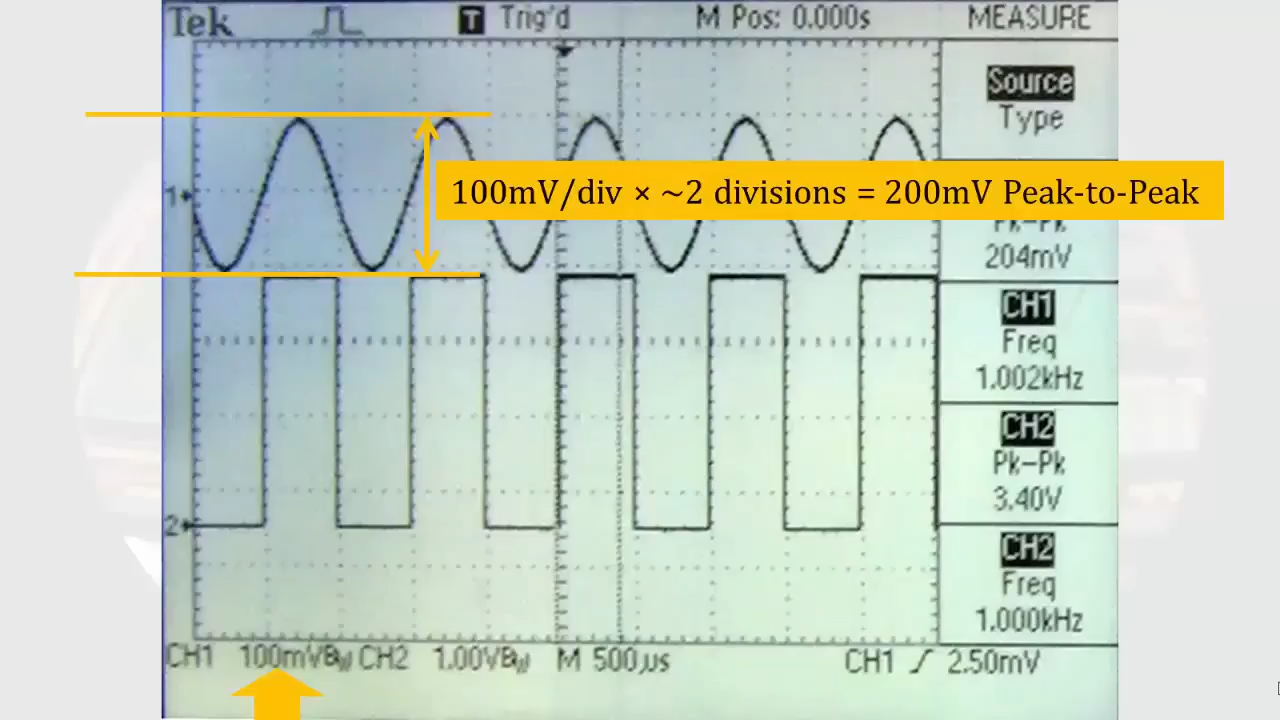 Tek T Trig'd M Pos: 0.000s MEASURE
Source
Type
1
100mV/div × ~2 divisions = 200mV Peak-to-Peak
Pk-Pk
204mV
CH1
Freq
1.002kHz
CH2
Pk-Pk
3.40V
2
CH2
Freq
1.000kHz
CH1 100mVBw CH2 1.00VBw M 500µs CH1 2.50mV